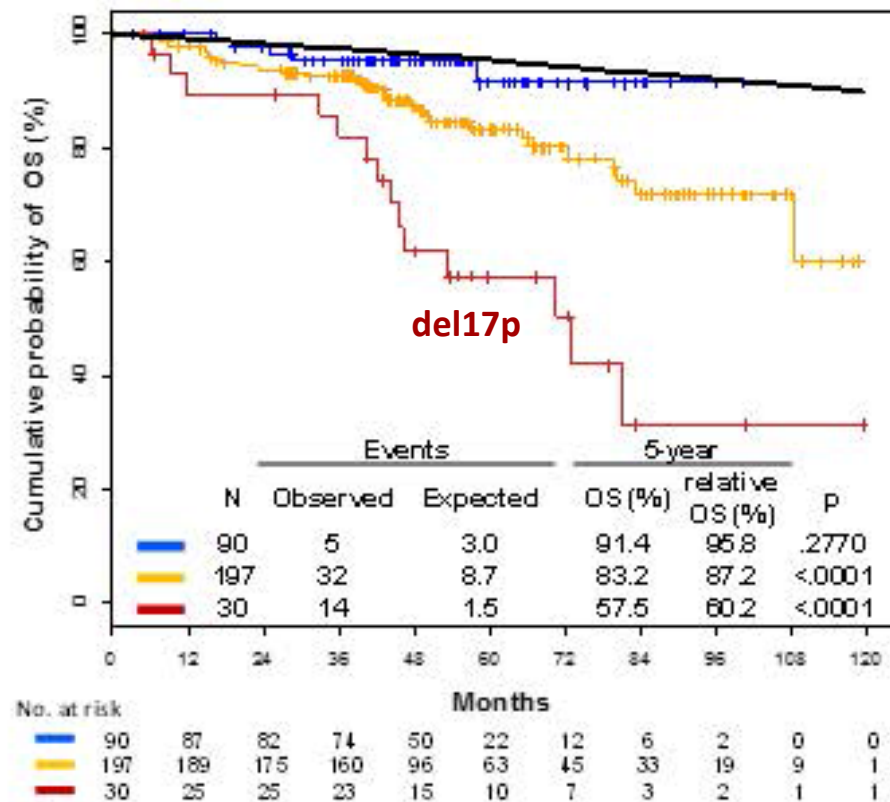 Cumulative probability of OS (%)
100
80
60
40
20
0
del17p
Events 5-year
N Observed Expected OS (%) relative OS (%) p
90 5 3.0 91.4 95.8 .2770
197 32 8.7 83.2 87.2 <.0001
30 14 1.5 57.5 60.2 <.0001
0 12 24 36 48 60 72 84 96 108 120
Months
No. at risk
90 87 82 74 50 22 12 6 2 0 0
197 189 175 160 96 63 45 33 19 9 1
30 25 25 23 15 10 7 3 2 1 1